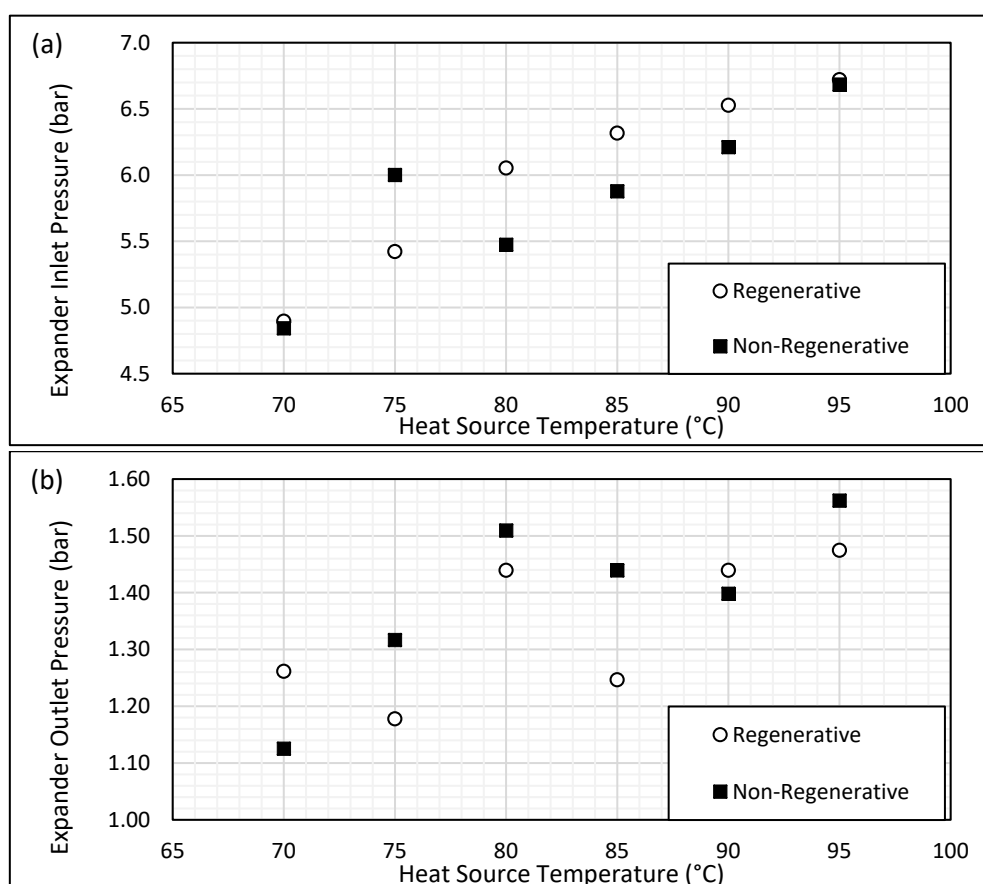 (a)
Expander Inlet Pressure (bar)
7.0
6.5
6.0
5.5
5.0
4.5
Regenerative
Non-Regenerative
65 70 75 80 85 90 95 100
Heat Source Temperature (°C)
(b)
Expander Outlet Pressure (bar)
1.60
1.50
1.40
1.30
1.20
1.10
1.00
Regenerative
Non-Regenerative
65 70 75 80 85 90 95 100
Heat Source Temperature (°C)